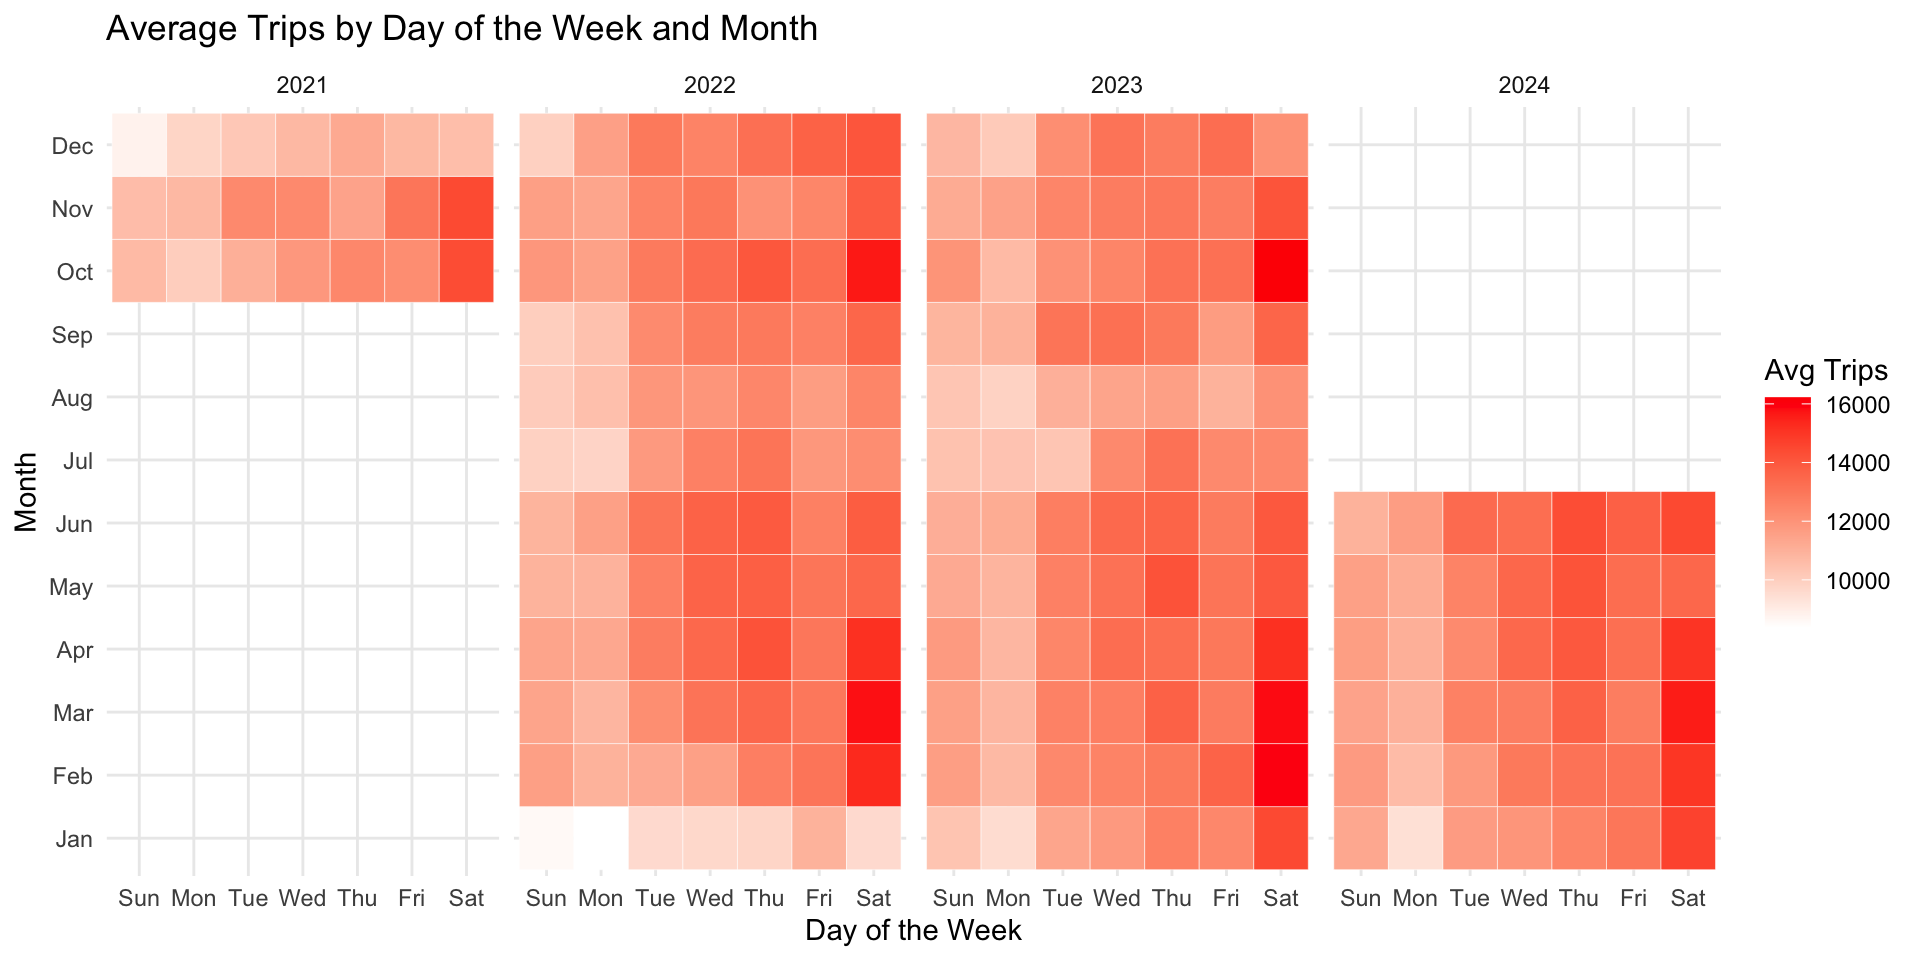 Average Trips by Day of the Week and Month
2021 2022 2023 2024
Dec
Nov
Oct
Sep
Aug
Jul
Jun
May
Apr
Mar
Feb
Jan
Month
Sun Mon Tue Wed Thu Fri Sat Sun Mon Tue Wed Thu Fri Sat Sun Mon Tue Wed Thu Fri Sat Sun Mon Tue Wed Thu Fri Sat
Day of the Week
Avg Trips
16000
14000
12000
10000